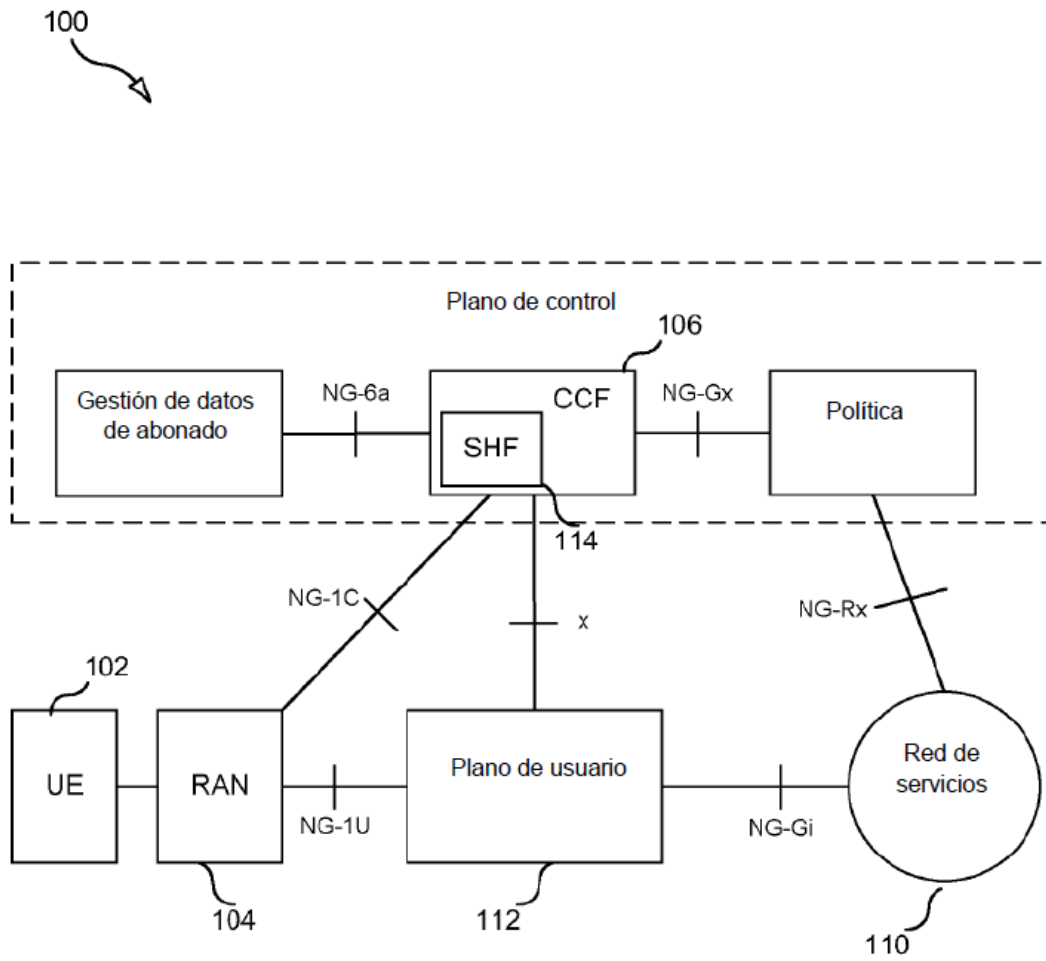 100
Plano de control
106
Gestión de datos
de abonado
NG-6a
CCF
SHF
NG-Gx
Política
114
NG-1C
x
NG-Rx
102
UE
RAN
NG-1U
Plano de usuario
NG-Gi
Red de
servicios
104
112
110